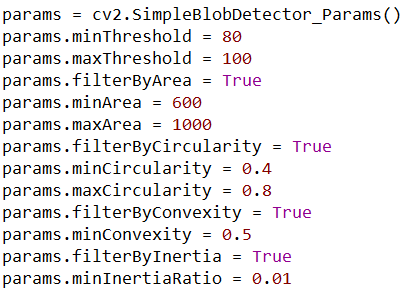 params = cv2.SimpleBlobDetector_Params()
params.minThreshold = 80
params.maxThreshold = 100
params.filterByArea = True
params.minArea = 600
params.maxArea = 1000
params.filterByCircularity = True
params.minCircularity = 0.4
params.maxCircularity = 0.8
params.filterByConvexity = True
params.minConvexity = 0.5
params.filterByInertia = True
params.minInertiaRatio = 0.01